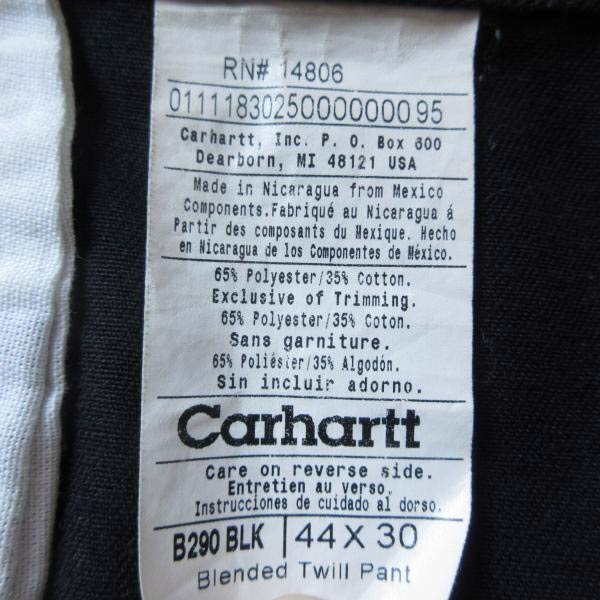 RN# 14806
0111183025000000095
Carhartt, Inc. P. O. Box 600
Dearborn, MI 48121 USA
Made in Nicaragua from Mexico
Components.Fabriqué au Nicaragua á
Partir des composants du Mexique. Hecho
en Nicaragua de los Componentes de México.
65% Polyester/35% Cotton.
Exclusive of Trimming.
65% Polyester/35% Coton.
Sans garniture.
65% Poliéster/35% Algodón.
Sin incluir adorno.
Carhartt
Care on reverse side.
Entretien au verso.
Instrucciones de cuidado al dorso.
B290 BLK 44 X 30
Blended Twill Pant